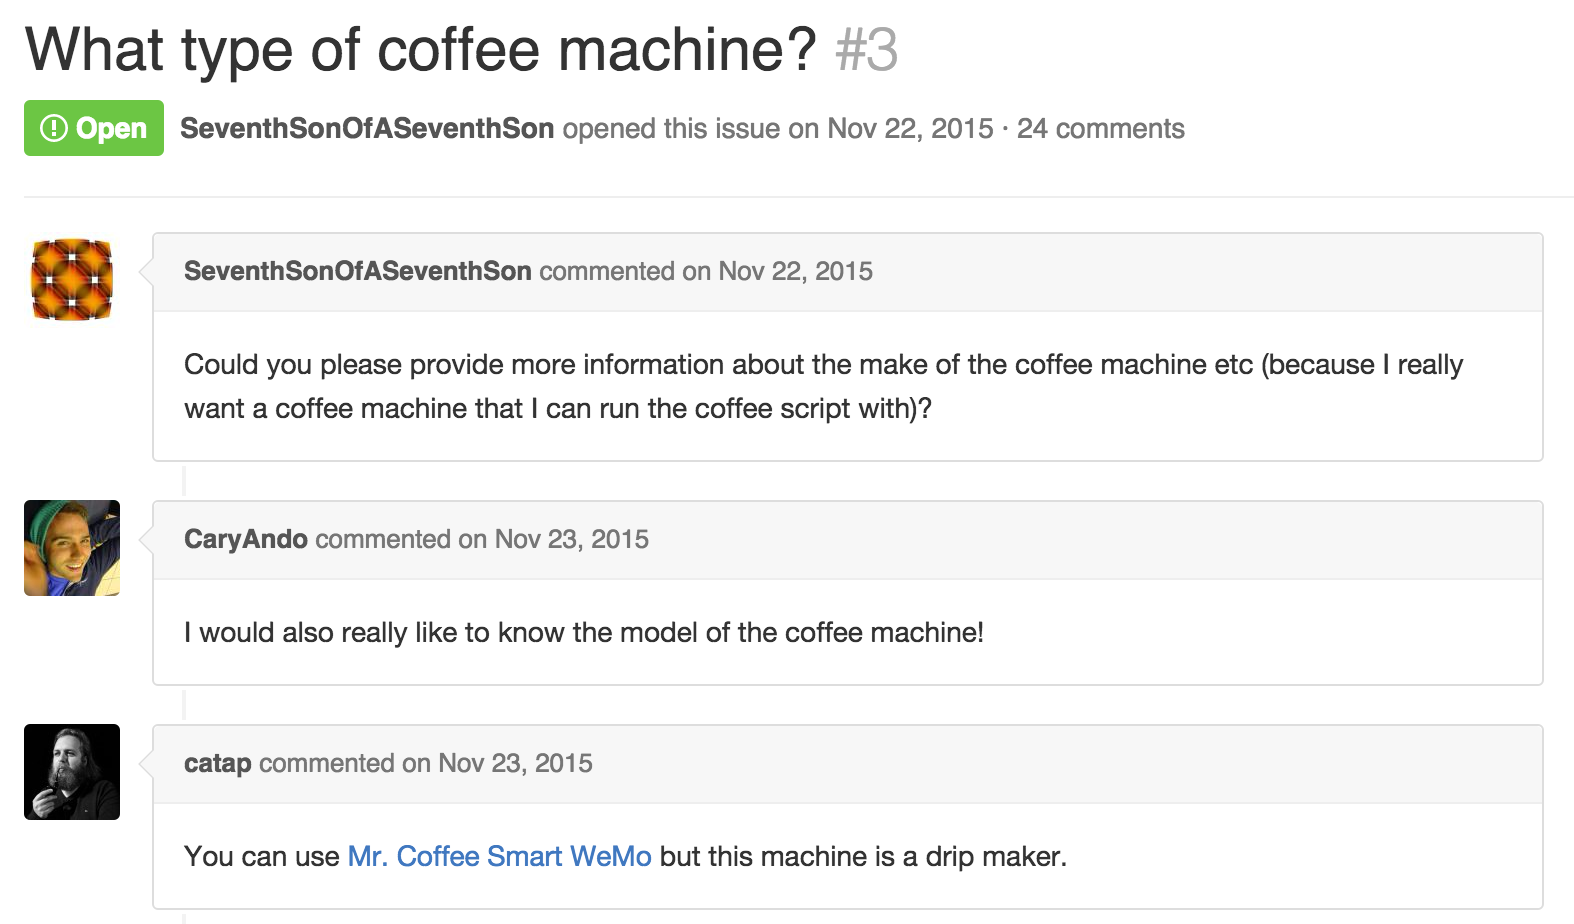 What type of coffee machine? #3
Open SeventhSonOfASeventhSon opened this issue on Nov 22, 2015 · 24 comments
SeventhSonOfASeventhSon commented on Nov 22, 2015
Could you please provide more information about the make of the coffee machine etc (because I really
want a coffee machine that I can run the coffee script with)?
CaryAndo commented on Nov 23, 2015
I would also really like to know the model of the coffee machine!
catap commented on Nov 23, 2015
You can use Mr. Coffee Smart WeMo but this machine is a drip maker.